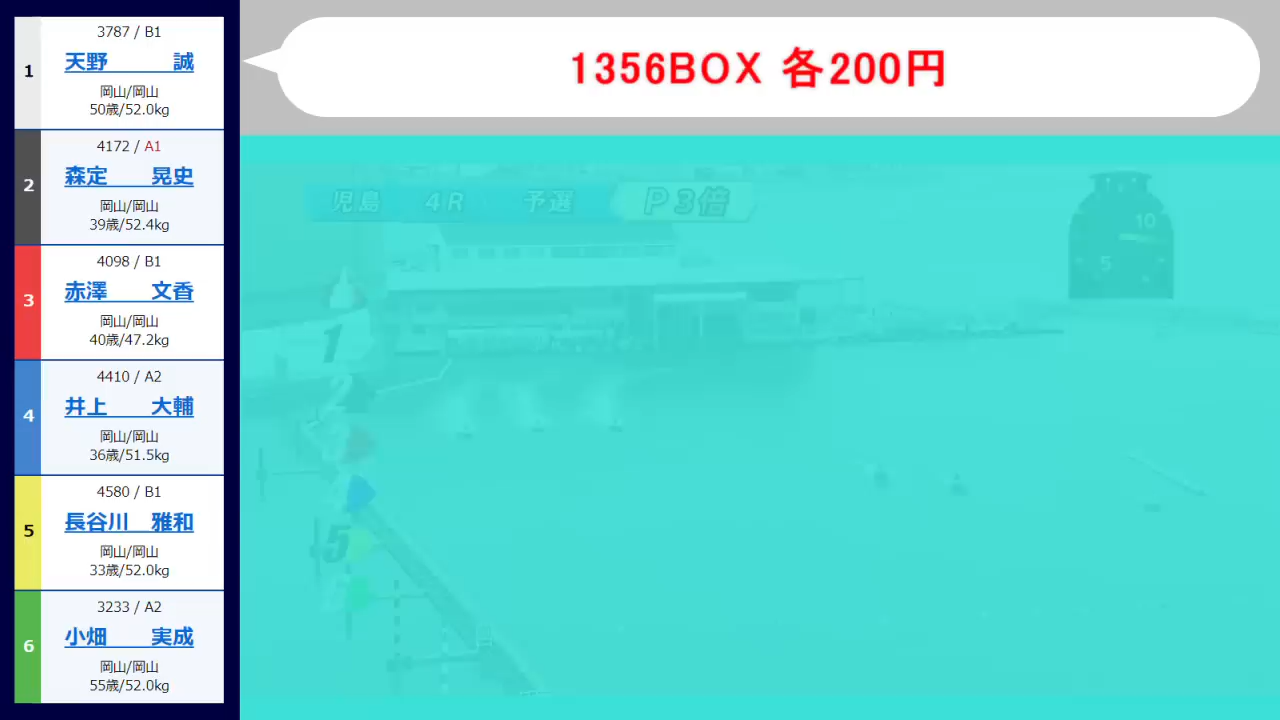 1
3787 / B1
天野 誠
岡山/岡山
50歳/52.0kg
2
4172 / A1
森定 晃史
岡山/岡山
39歳/52.4kg
3
4098 / B1
赤澤 文香
岡山/岡山
40歳/47.2kg
4
4410 / A2
井上 大輔
岡山/岡山
36歳/51.5kg
5
4580 / B1
長谷川 雅和
岡山/岡山
33歳/52.0kg
6
3233 / A2
小畑 実成
岡山/岡山
55歳/52.0kg
1356BOX 各200円
児島 4R 予選 P3倍
10
5
1
2
5